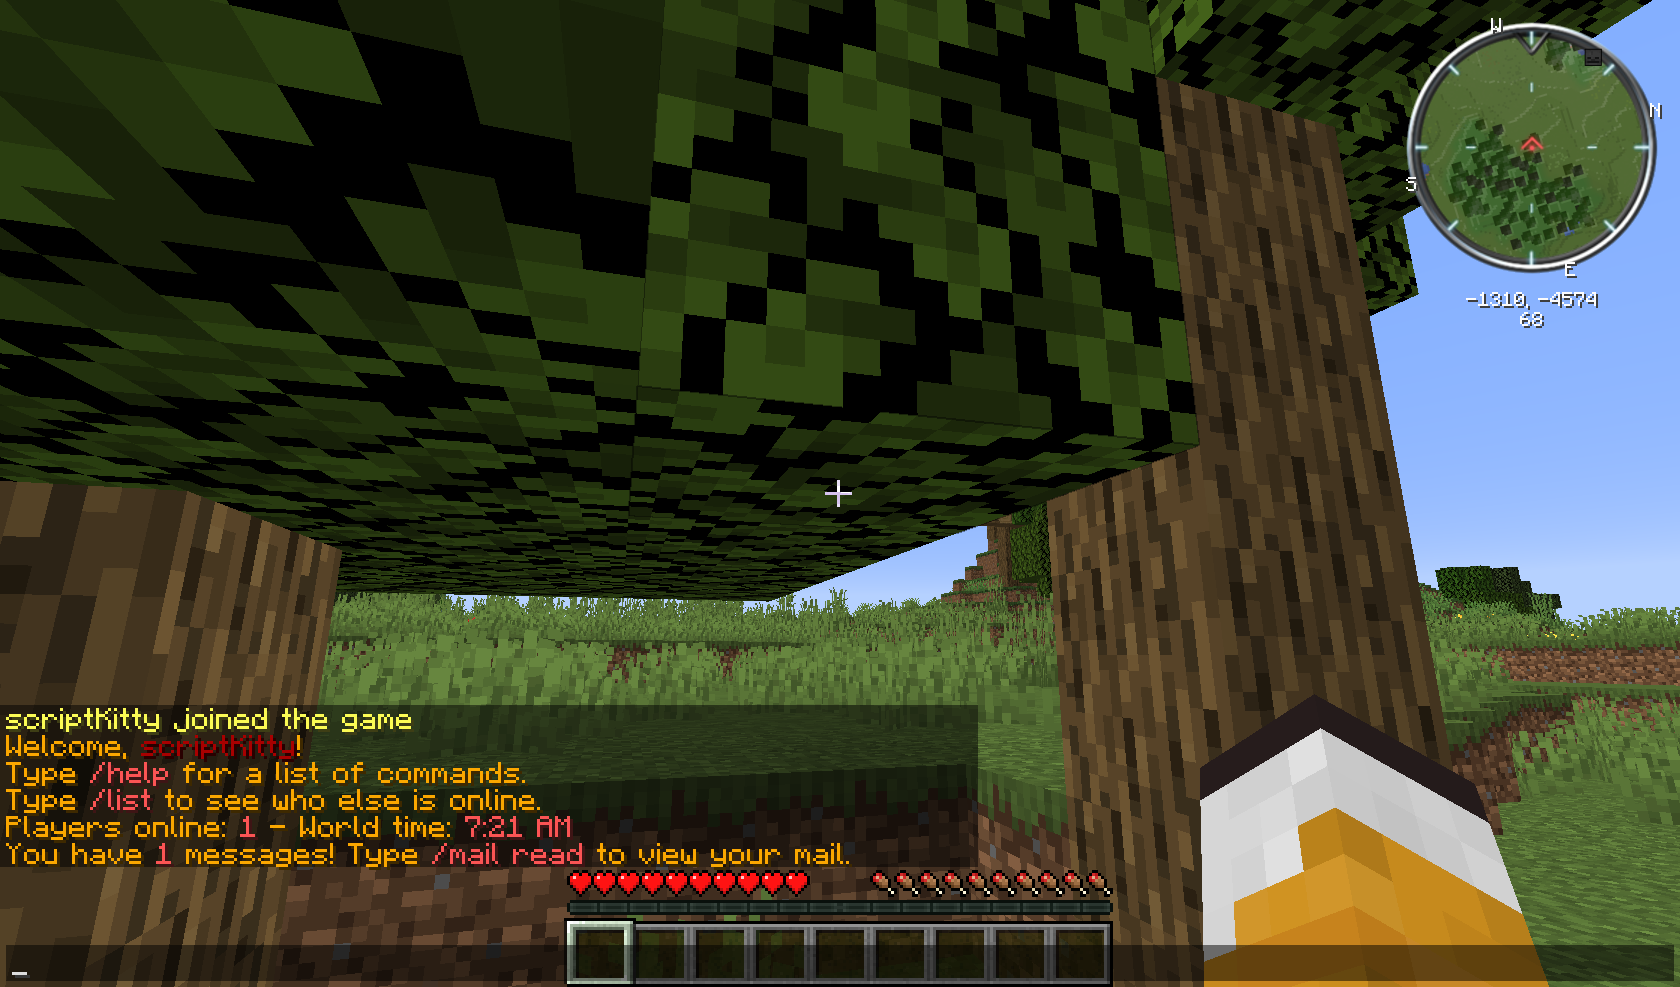 W
N
S
E
-1310, -4574
68
scriptKitty joined the game
Welcome, scriptKitty!
Type /help for a list of commands.
Type /list to see who else is online.
Players online: 1 - World time: 7:21 AM
You have 1 messages! Type /mail read to view your mail.
_